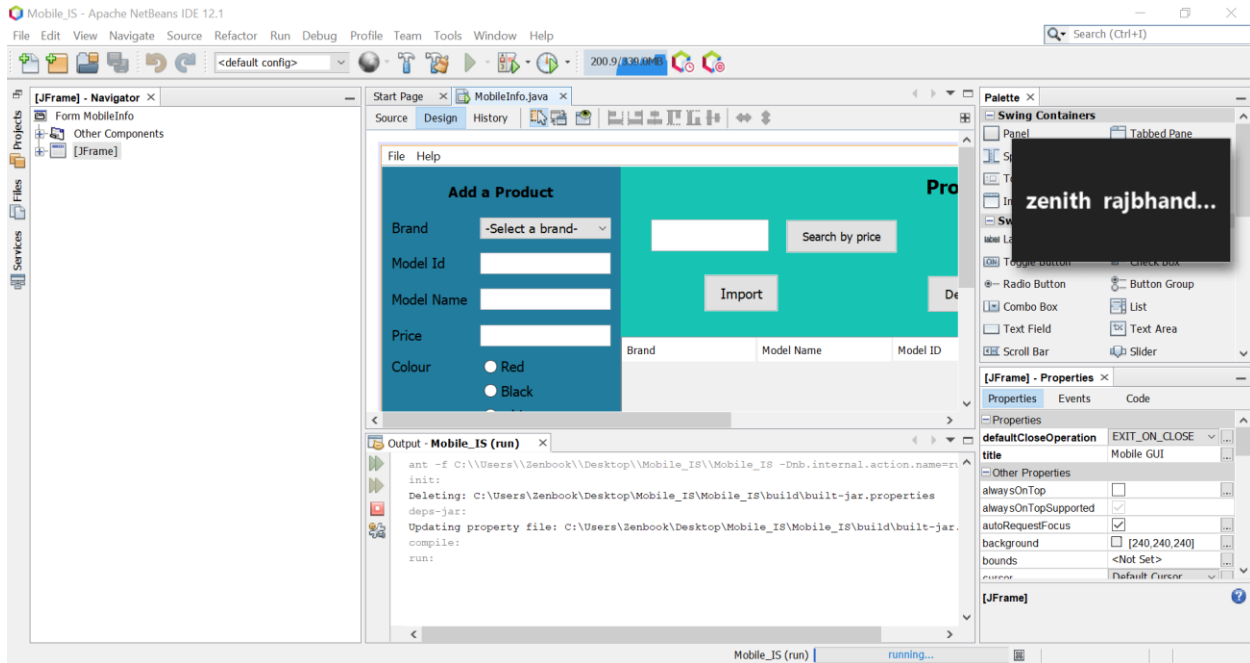 Mobile_IS - Apache NetBeans IDE 12.1
File Edit View Navigate Source Refactor Run Debug Profile Team Tools Window Help
Search (Ctrl+I)
<default config>
200.9/339.0MB
[JFrame] - Navigator
Form MobileInfo
Other Components
[JFrame]
Projects
Files
Services
Start Page
MobileInfo.java
Source Design History
File Help
Add a Product
Brand
-Select a brand-
Model Id
Model Name
Price
Colour
Red
Black
Search by price
Import
Brand
Model Name
Model ID
Output - Mobile_IS (run)
ant -f C:\\Users\\Zenbook\\Desktop\\Mobile_IS\\Mobile_IS -Dnb.internal.action.name=ru
init:
Deleting: C:\Users\Zenbook\Desktop\Mobile_IS\Mobile_IS\build\built-jar.properties
deps-jar:
Updating property file: C:\Users\Zenbook\Desktop\Mobile_IS\Mobile_IS\build\built-jar.
compile:
run:
Palette
Swing Containers
Panel
Tabbed Pane
zenith rajbhand...
Toggle Button
Check Box
Radio Button
Button Group
Combo Box
List
Text Field
Text Area
Scroll Bar
Slider
[JFrame] - Properties
Properties Events Code
Properties
defaultCloseOperation EXIT_ON_CLOSE
title Mobile GUI
Other Properties
alwaysOnTop
alwaysOnTopSupported
autoRequestFocus
background [240,240,240]
bounds <Not Set>
cursor Default Cursor
[JFrame]
Mobile_IS (run)
running...